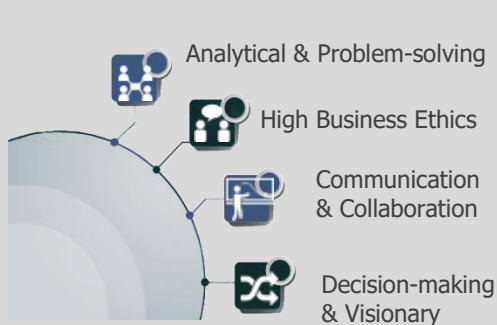 Analytical & Problem-solving
High Business Ethics
Communication
& Collaboration
Decision-making
& Visionary